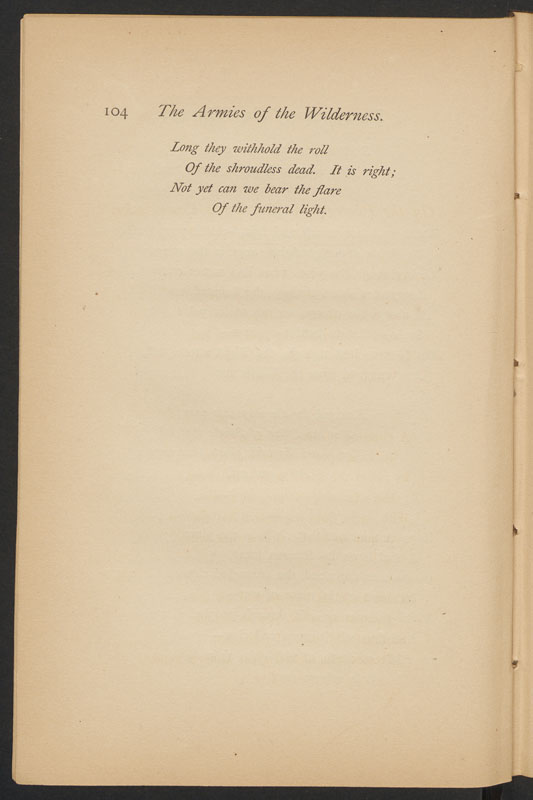 104 The Armies of the Wilderness.
Long they withhold the roll
Of the shroudless dead. It is right;
Not yet can we bear the flare
Of the funeral light.